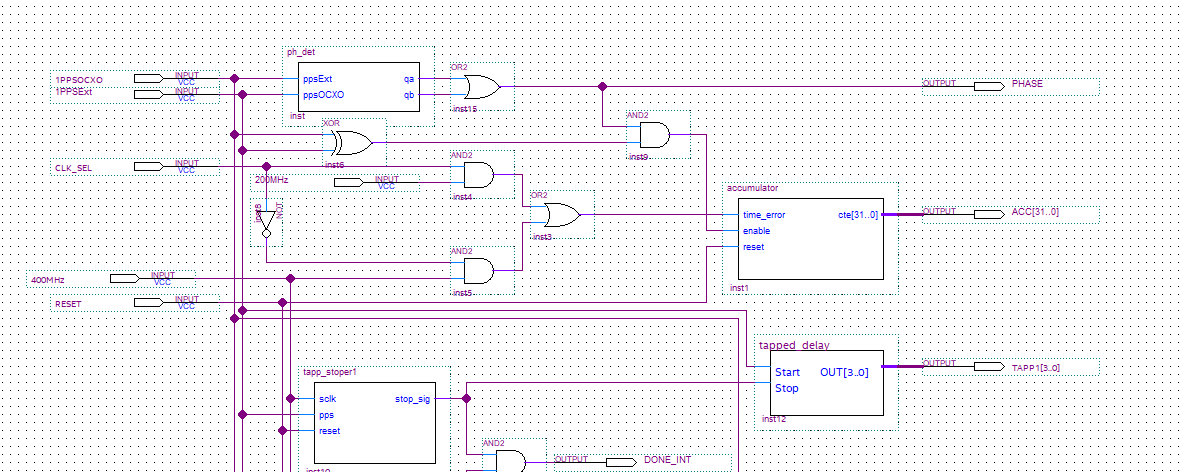 ph_det
1PPSOCXO
INPUT
VCC
ppsExt
qa
OR2
1PPSExt
INPUT
VCC
ppsOCXO
qb
inst15
OUTPUT
PHASE
inst
XOR
inst6
AND2
inst9
CLK_SEL
INPUT
VCC
AND2
200MHz
INPUT
VCC
inst4
accumulator
inst8
NOT
OR2
inst3
time_error
cte[31..0]
enable
reset
inst1
OUTPUT
ACC[31..0]
AND2
inst5
400MHz
INPUT
VCC
RESET
INPUT
VCC
tapped_delay
Start
OUT[3..0]
Stop
inst12
OUTPUT
TAPP1[3..0]
tapp_stoper1
sclk
stop_sig
pps
reset
inst10
AND2
OUTPUT
DONE_INT